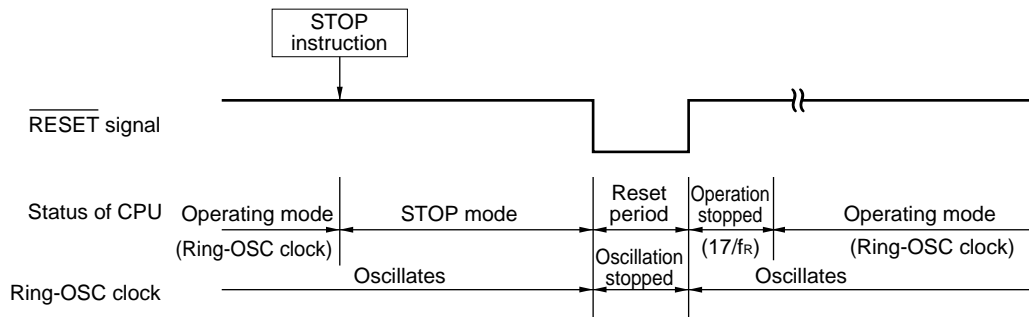 STOP
instruction
RESET signal
Status of CPU
Operating mode
(Ring-OSC clock)
STOP mode
Reset
period
Operation
stopped
(17/fR)
Operating mode
(Ring-OSC clock)
Ring-OSC clock
Oscillates
Oscillation
stopped
Oscillates